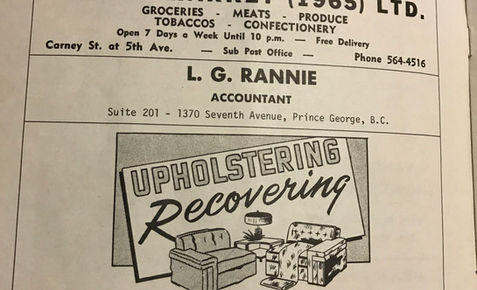 (1965) LTD.
GROCERIES - MEATS - PRODUCE
TOBACCOS - CONFECTIONERY
Open 7 Days a Week Until 10 p.m. — Free Delivery
Carney St. at 5th Ave. — Sub Post Office — Phone 564-4516
L. G. RANNIE
ACCOUNTANT
Suite 201 - 1370 Seventh Avenue, Prince George, B.C.
UPHOLSTERING
Recovering